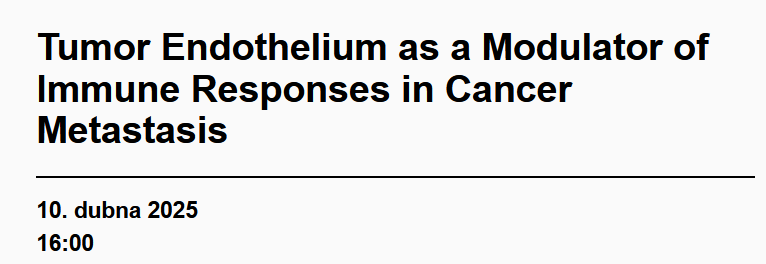 Tumor Endothelium as a Modulator of
Immune Responses in Cancer
Metastasis
10. dubna 2025
16:00